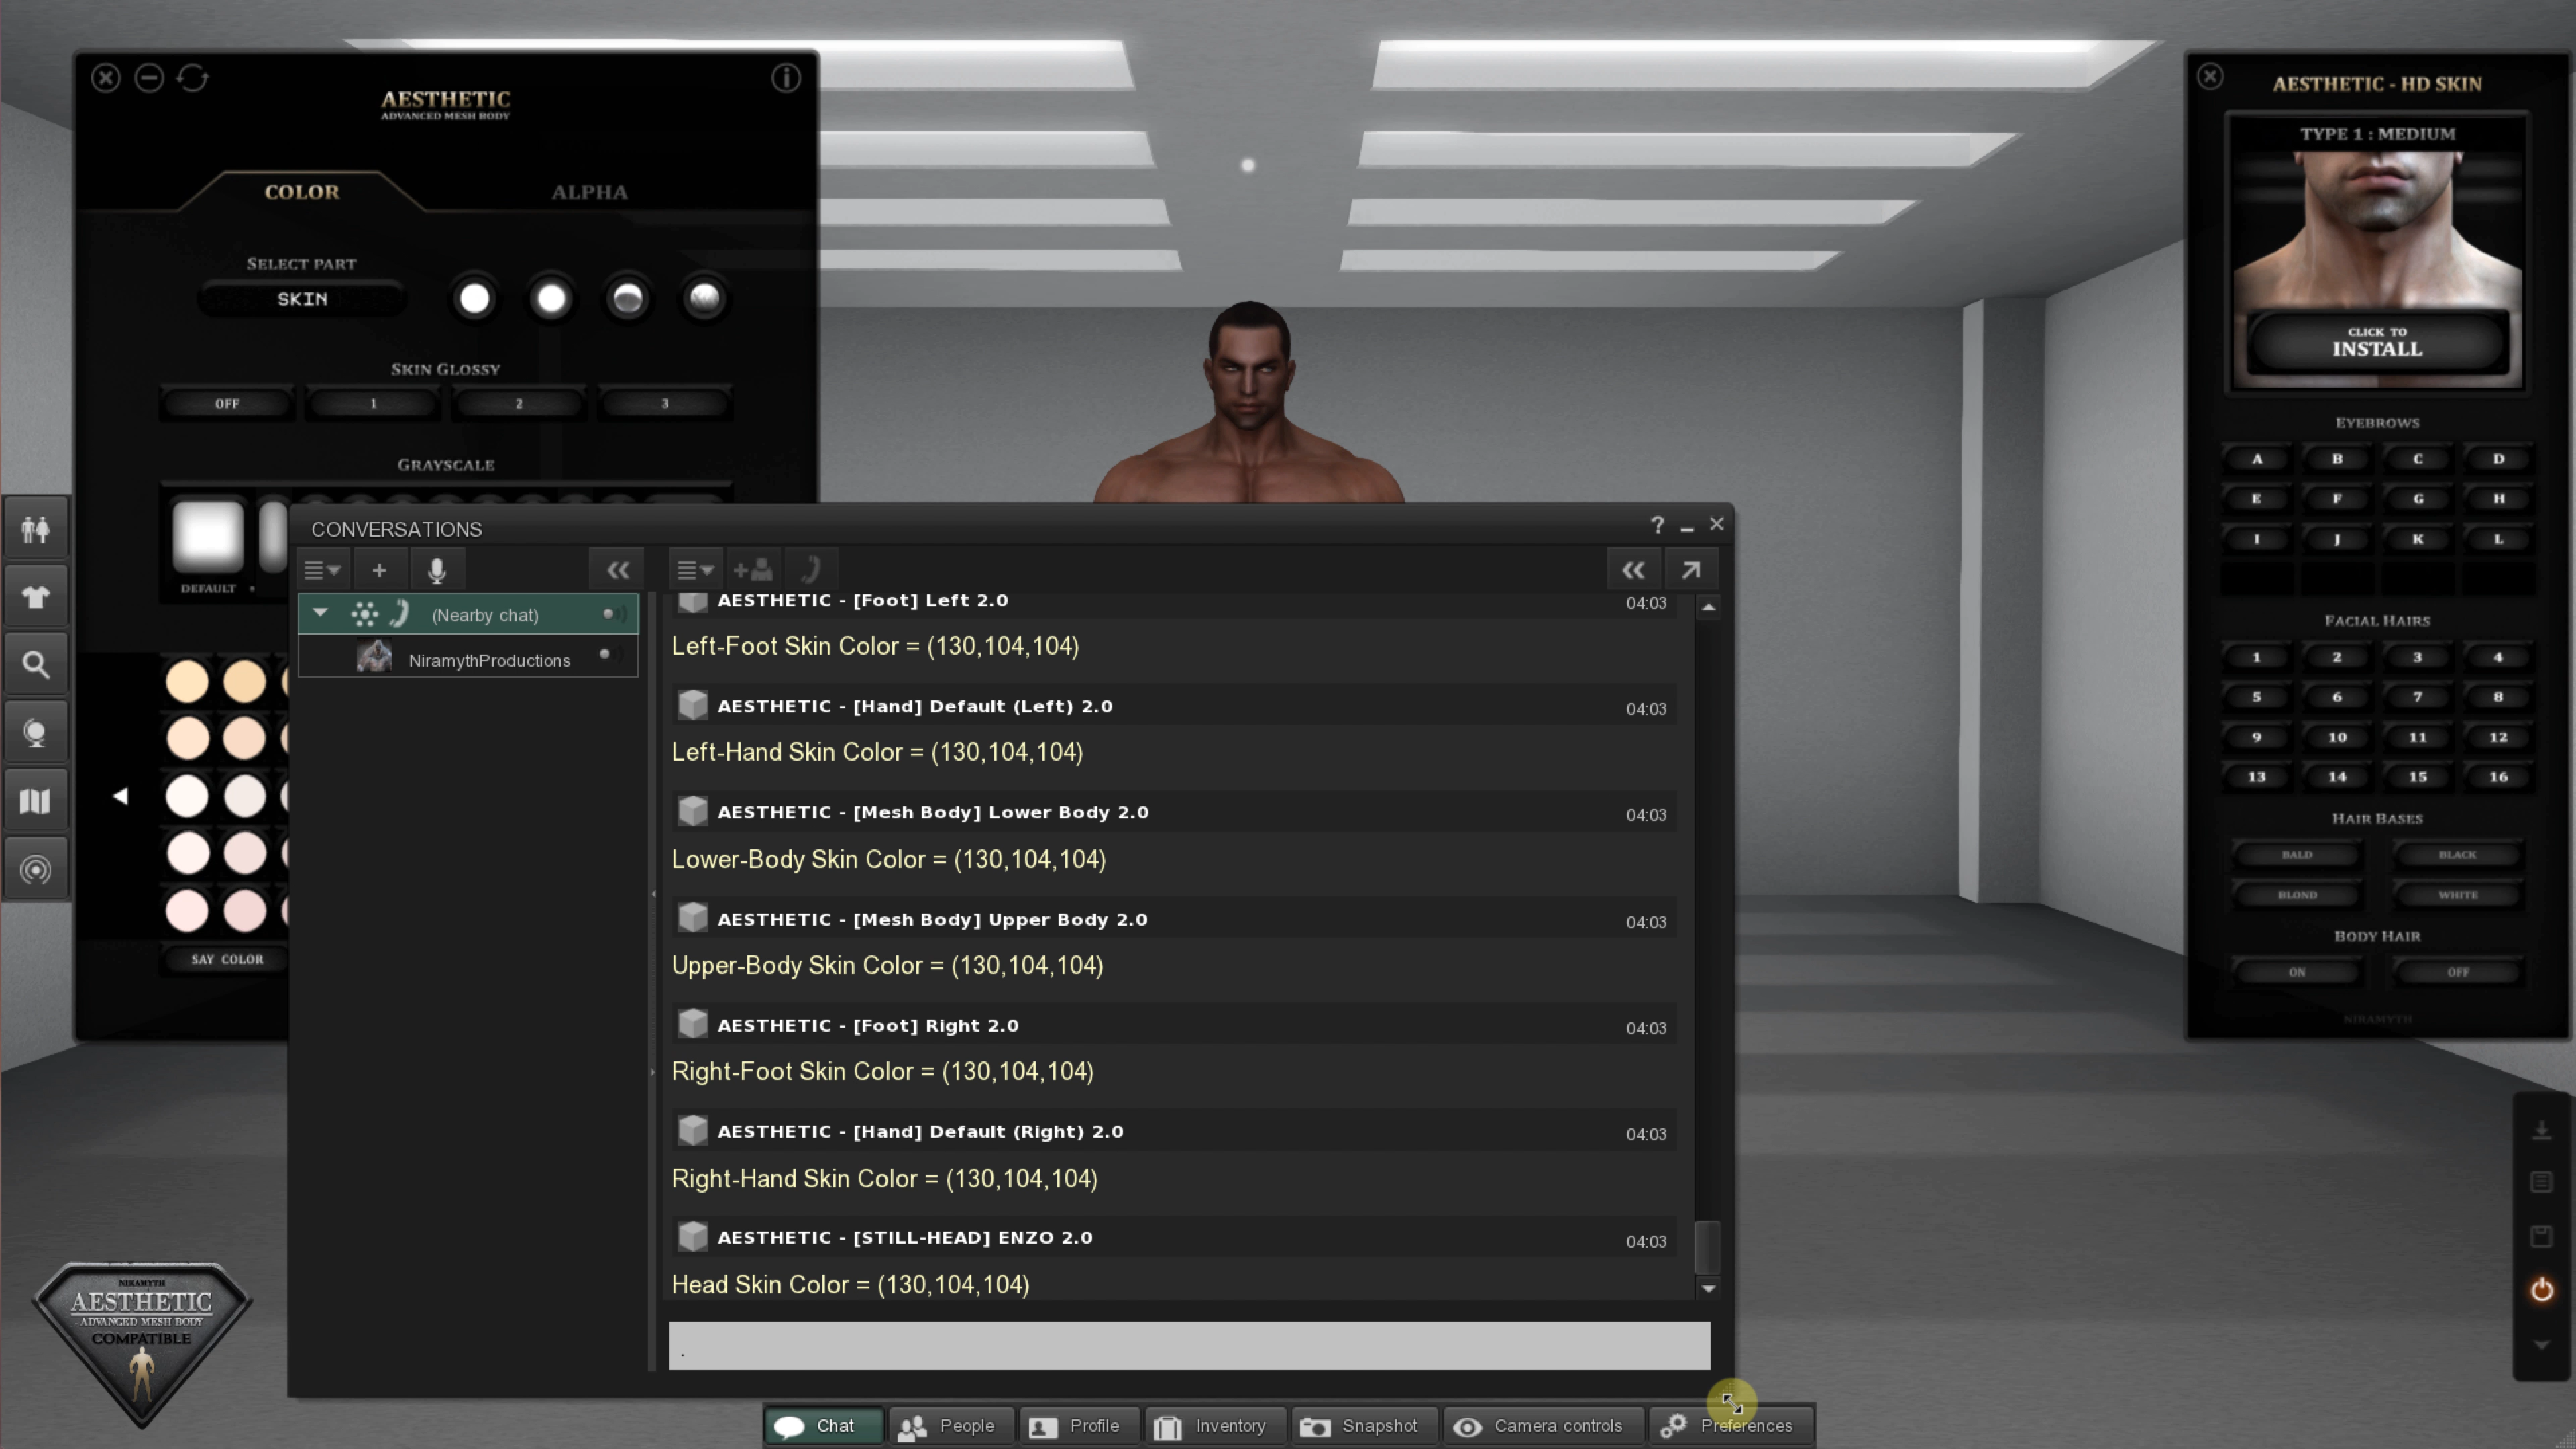 AESTHETIC
ADVANCED MESH BODY
COLOR
ALPHA
SELECT PART
SKIN
SKIN GLOSSY
OFF
1
2
3
GRAYSCALE
DEFAULT
SAY COLOR
CONVERSATIONS
?
(Nearby chat)
NiramythProductions
AESTHETIC - [Foot] Left 2.0
04:03
Left-Foot Skin Color = (130,104,104)
AESTHETIC - [Hand] Default (Left) 2.0
04:03
Left-Hand Skin Color = (130,104,104)
AESTHETIC - [Mesh Body] Lower Body 2.0
04:03
Lower-Body Skin Color = (130,104,104)
AESTHETIC - [Mesh Body] Upper Body 2.0
04:03
Upper-Body Skin Color = (130,104,104)
AESTHETIC - [Foot] Right 2.0
04:03
Right-Foot Skin Color = (130,104,104)
AESTHETIC - [Hand] Default (Right) 2.0
04:03
Right-Hand Skin Color = (130,104,104)
AESTHETIC - [STILL-HEAD] ENZO 2.0
04:03
Head Skin Color = (130,104,104)
.
AESTHETIC - HD SKIN
TYPE 1 : MEDIUM
CLICK TO
INSTALL
EYEBROWS
A B C D
E F G H
I J K L
FACIAL HAIRS
1 2 3 4
5 6 7 8
9 10 11 12
13 14 15 16
HAIR BASES
BALD BLACK
BLOND WHITE
BODY HAIR
ON OFF
NIRAMYTH
NIRAMYTH
AESTHETIC
ADVANCED MESH BODY
COMPATIBLE
Chat
People
Profile
Inventory
Snapshot
Camera controls
Preferences